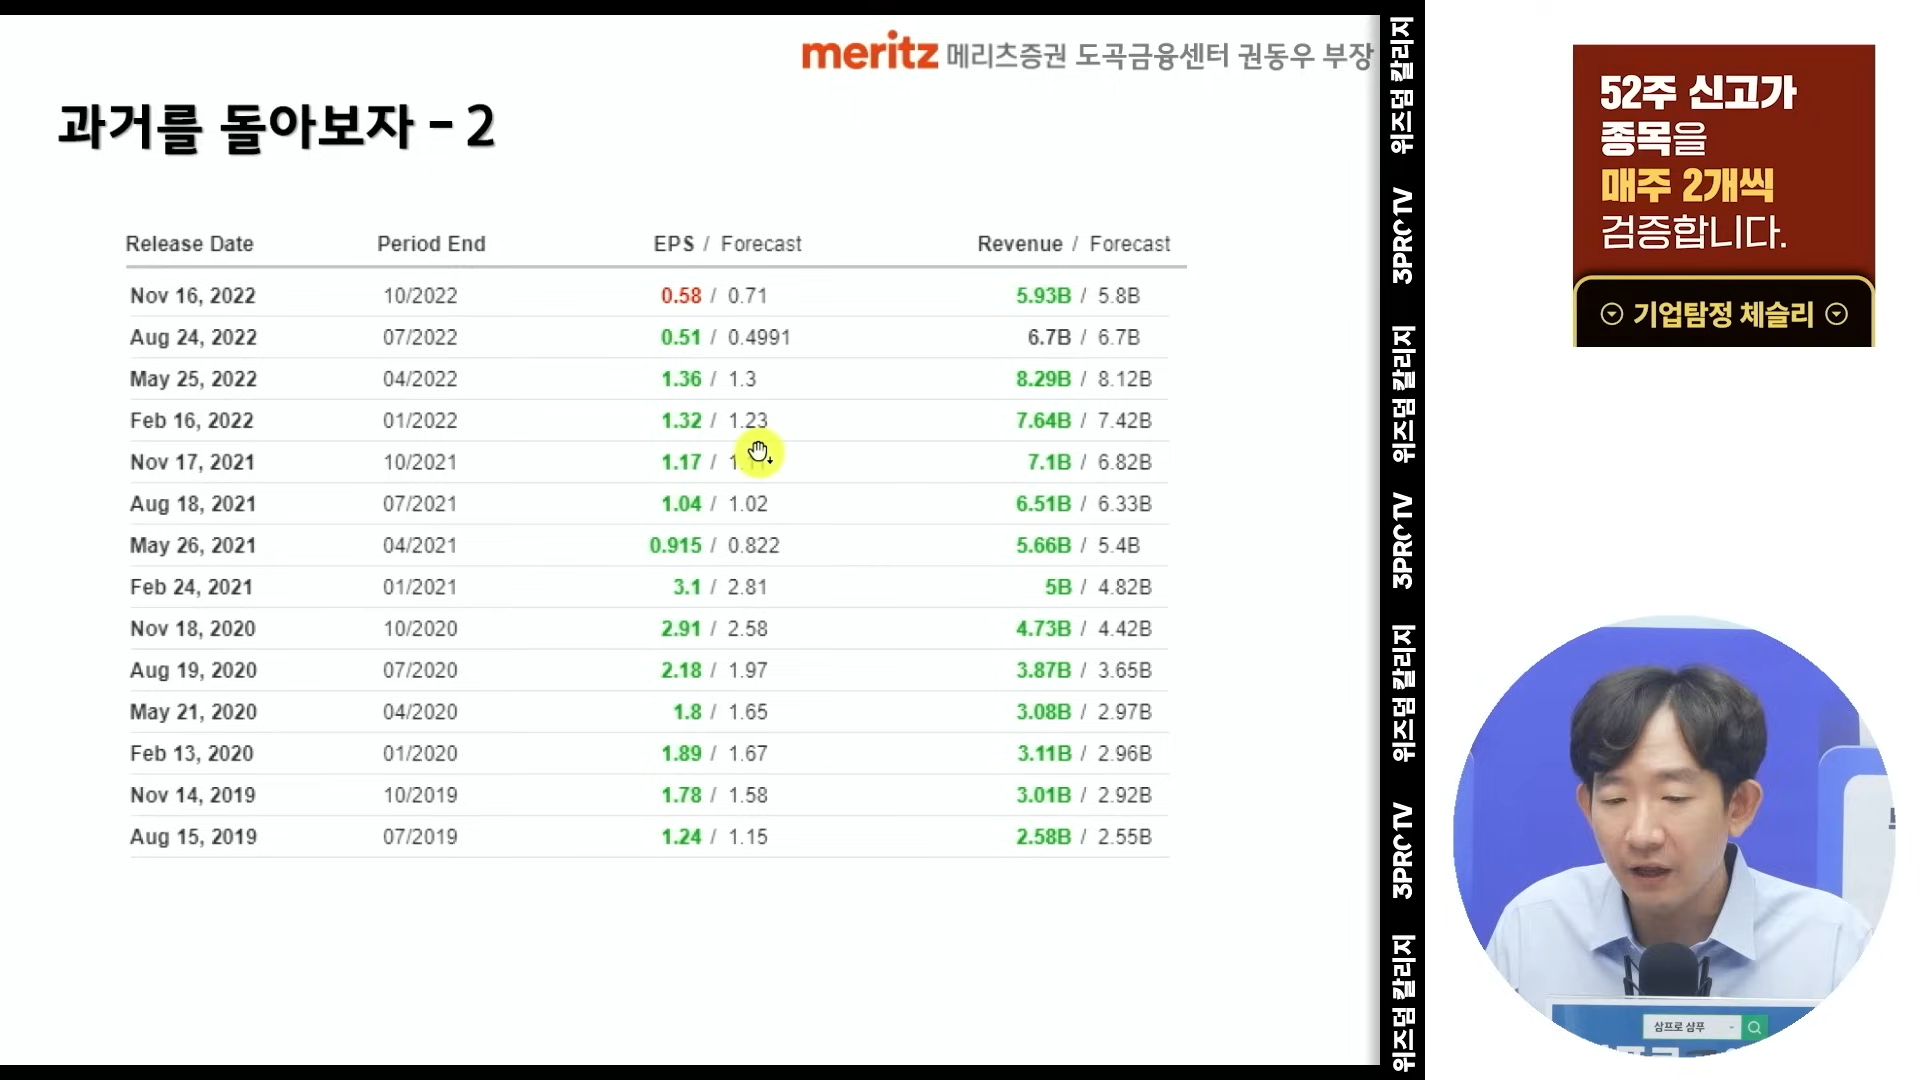 meritz 메리츠증권 도곡금융센터 권동우 부장
과거를 돌아보자 - 2
Release Date Period End EPS / Forecast Revenue / Forecast
Nov 16, 2022 10/2022 0.58 / 0.71 5.93B / 5.8B
Aug 24, 2022 07/2022 0.51 / 0.4991 6.7B / 6.7B
May 25, 2022 04/2022 1.36 / 1.3 8.29B / 8.12B
Feb 16, 2022 01/2022 1.32 / 1.23 7.64B / 7.42B
Nov 17, 2021 10/2021 1.17 / 7.1B / 6.82B
Aug 18, 2021 07/2021 1.04 / 1.02 6.51B / 6.33B
May 26, 2021 04/2021 0.915 / 0.822 5.66B / 5.4B
Feb 24, 2021 01/2021 3.1 / 2.81 5B / 4.82B
Nov 18, 2020 10/2020 2.91 / 2.58 4.73B / 4.42B
Aug 19, 2020 07/2020 2.18 / 1.97 3.87B / 3.65B
May 21, 2020 04/2020 1.8 / 1.65 3.08B / 2.97B
Feb 13, 2020 01/2020 1.89 / 1.67 3.11B / 2.96B
Nov 14, 2019 10/2019 1.78 / 1.58 3.01B / 2.92B
Aug 15, 2019 07/2019 1.24 / 1.15 2.58B / 2.55B
위즈덤 칼리지 3PROTV 위즈덤 칼리지 3PROTV 위즈덤 칼리지 3PROTV 위즈덤 칼리지
52주 신고가
종목을
매주 2개씩
검증합니다.
기업탐정 체슬리
삼프로 샴푸